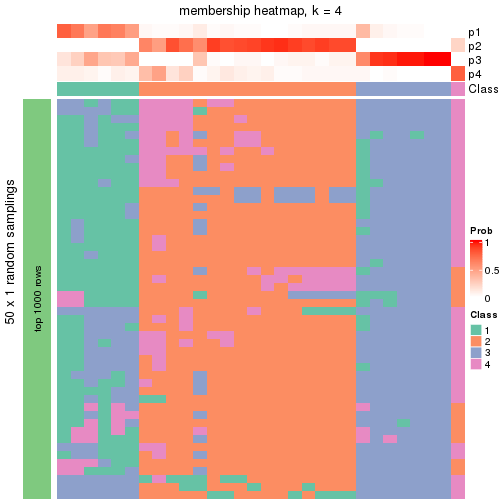 membership heatmap, k = 4
p1
p2
p3
p4
Class
50 x 1 random samplings
top 1000 rows
Prob
1
0.5
0
Class
1
2
3
4